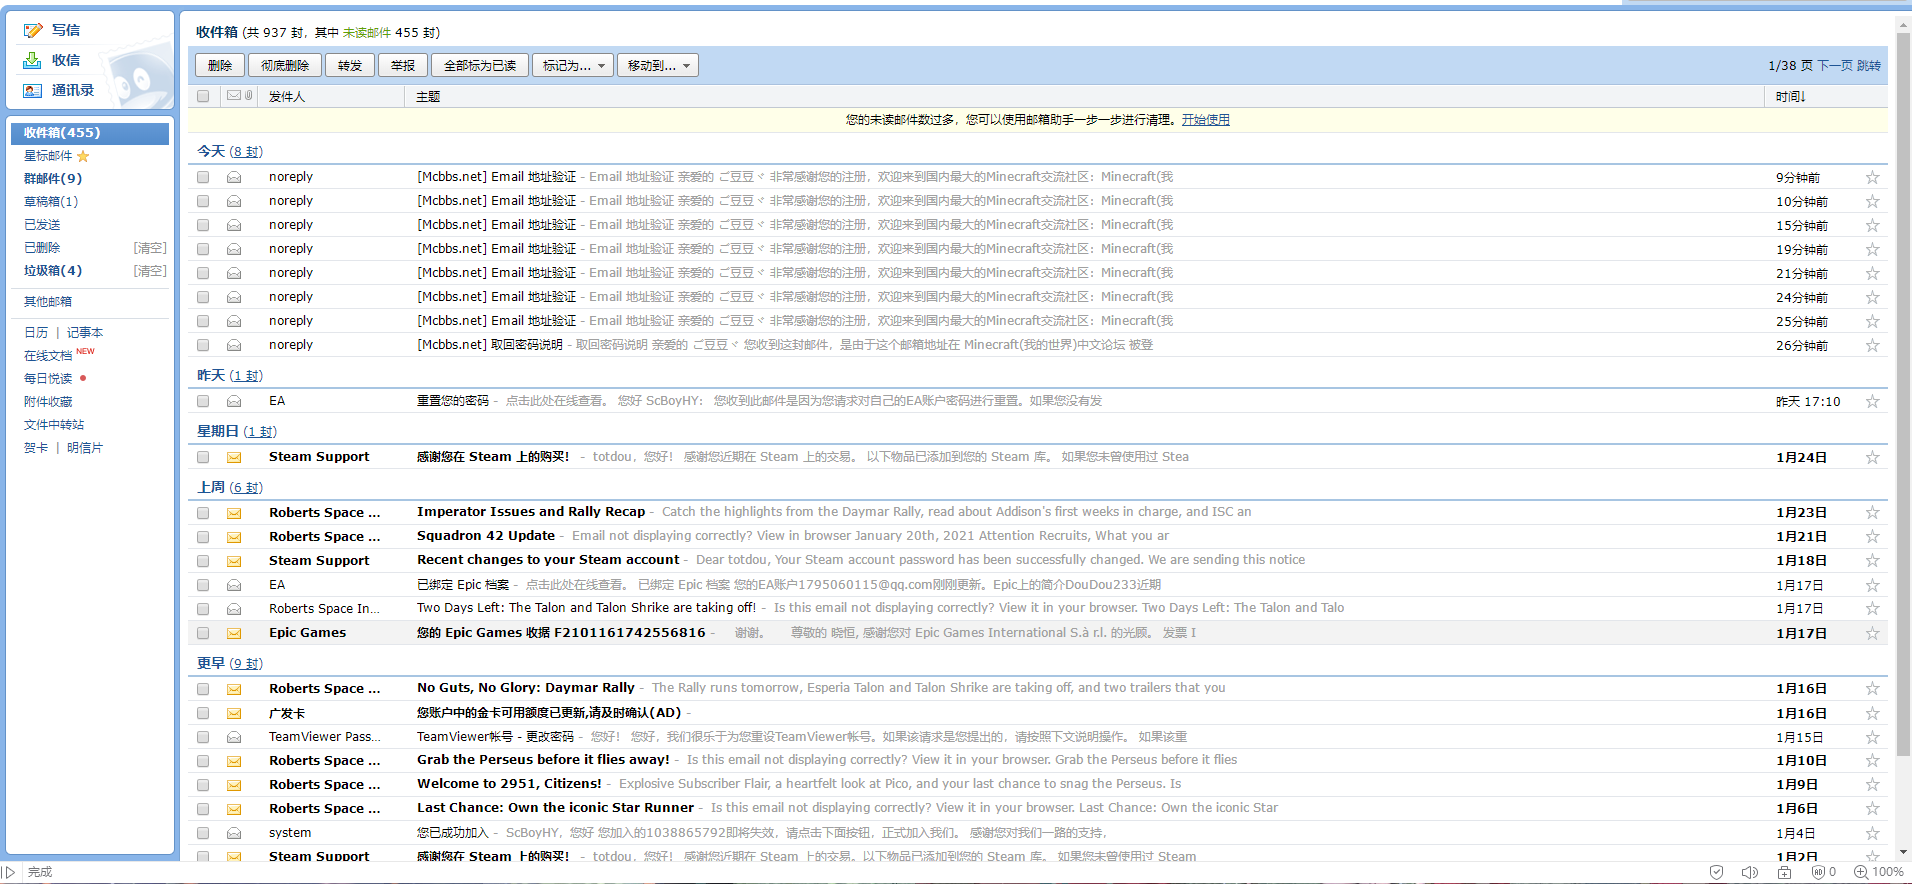 写信
收信
通讯录
收件箱(455)
星标邮件
群邮件(9)
草稿箱(1)
已发送
已删除 [清空]
垃圾箱(4) [清空]
其他邮箱
日历 | 记事本
在线文档 NEW
每日悦读
附件收藏
文件中转站
贺卡 | 明信片
收件箱 (共 937 封，其中 未读邮件 455 封)
删除 彻底删除 转发 举报 全部标为已读 标记为... 移动到... 1/38 页 下一页 跳转
发件人 主题 时间↓
您的未读邮件数过多，您可以使用邮箱助手一步一步进行清理。开始使用
今天 (8 封)
noreply [Mcbbs.net] Email 地址验证 - Email 地址验证 亲爱的 ご豆豆ヾ 非常感谢您的注册，欢迎来到国内最大的Minecraft交流社区：Minecraft(我 9分钟前
noreply [Mcbbs.net] Email 地址验证 - Email 地址验证 亲爱的 ご豆豆ヾ 非常感谢您的注册，欢迎来到国内最大的Minecraft交流社区：Minecraft(我 10分钟前
noreply [Mcbbs.net] Email 地址验证 - Email 地址验证 亲爱的 ご豆豆ヾ 非常感谢您的注册，欢迎来到国内最大的Minecraft交流社区：Minecraft(我 15分钟前
noreply [Mcbbs.net] Email 地址验证 - Email 地址验证 亲爱的 ご豆豆ヾ 非常感谢您的注册，欢迎来到国内最大的Minecraft交流社区：Minecraft(我 19分钟前
noreply [Mcbbs.net] Email 地址验证 - Email 地址验证 亲爱的 ご豆豆ヾ 非常感谢您的注册，欢迎来到国内最大的Minecraft交流社区：Minecraft(我 21分钟前
noreply [Mcbbs.net] Email 地址验证 - Email 地址验证 亲爱的 ご豆豆ヾ 非常感谢您的注册，欢迎来到国内最大的Minecraft交流社区：Minecraft(我 24分钟前
noreply [Mcbbs.net] Email 地址验证 - Email 地址验证 亲爱的 ご豆豆ヾ 非常感谢您的注册，欢迎来到国内最大的Minecraft交流社区：Minecraft(我 25分钟前
noreply [Mcbbs.net] 取回密码说明 - 取回密码说明 亲爱的 ご豆豆ヾ 您收到这封邮件，是由于这个邮箱地址在 Minecraft(我的世界)中文论坛 被登 26分钟前
昨天 (1 封)
EA 重置您的密码 - 点击此处在线查看。 您好 ScBoyHY： 您收到此邮件是因为您请求对自己的EA账户密码进行重置。如果您没有发 昨天 17:10
星期日 (1 封)
Steam Support 感谢您在 Steam 上的购买！ - totdou，您好！ 感谢您近期在 Steam 上的交易。 以下物品已添加到您的 Steam 库。 如果您未曾使用过 Stea 1月24日
上周 (6 封)
Roberts Space ... Imperator Issues and Rally Recap - Catch the highlights from the Daymar Rally, read about Addison's first weeks in charge, and ISC an 1月23日
Roberts Space ... Squadron 42 Update - Email not displaying correctly? View in browser January 20th, 2021 Attention Recruits, What you ar 1月21日
Steam Support Recent changes to your Steam account - Dear totdou, Your Steam account password has been successfully changed. We are sending this notice 1月18日
EA 已绑定 Epic 档案 - 点击此处在线查看。 已绑定 Epic 档案 您的EA账户1795060115@qq.com刚刚更新。Epic上的简介DouDou233近期 1月17日
Roberts Space In... Two Days Left: The Talon and Talon Shrike are taking off! - Is this email not displaying correctly? View it in your browser. Two Days Left: The Talon and Talo 1月17日
Epic Games 您的 Epic Games 收据 F2101161742556816 - 谢谢。 尊敬的 晓恒, 感谢您对 Epic Games International S.à r.l. 的光顾。 发票 I 1月17日
更早 (9 封)
Roberts Space ... No Guts, No Glory: Daymar Rally - The Rally runs tomorrow, Esperia Talon and Talon Shrike are taking off, and two trailers that you 1月16日
广发卡 您账户中的金卡可用额度已更新,请及时确认(AD) - 1月16日
TeamViewer Pass... TeamViewer帐号 - 更改密码 - 您好！ 您好，我们很乐于为您重设TeamViewer帐号。如果该请求是您提出的，请按照下文说明操作。 如果该重 1月15日
Roberts Space ... Grab the Perseus before it flies away! - Is this email not displaying correctly? View it in your browser. Grab the Perseus before it flies 1月10日
Roberts Space ... Welcome to 2951, Citizens! - Explosive Subscriber Flair, a heartfelt look at Pico, and your last chance to snag the Perseus. Is 1月9日
Roberts Space ... Last Chance: Own the iconic Star Runner - Is this email not displaying correctly? View it in your browser. Last Chance: Own the iconic Star 1月6日
system 您已成功加入 - ScBoyHY，您好 您加入的1038865792即将失效，请点击下面按钮，正式加入我们。 感谢您对我们一路的支持， 1月4日
Steam Support 感谢您在 Steam 上的购买！ - totdou，您好！ 感谢您近期在 Steam 上的交易。以下物品已添加到您的 Steam 库。 如果您未曾使用过 Steam 1月2日
完成 0 100%